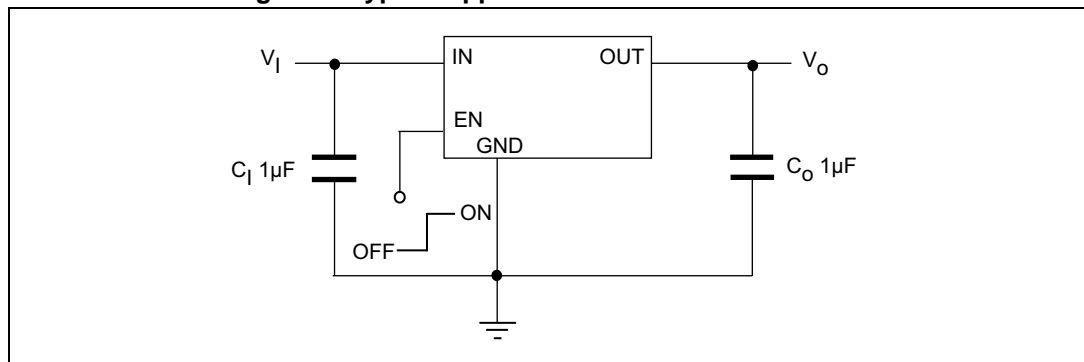 V_I
IN
OUT
V_o
EN
GND
C_I 1µF
C_o 1µF
ON
OFF